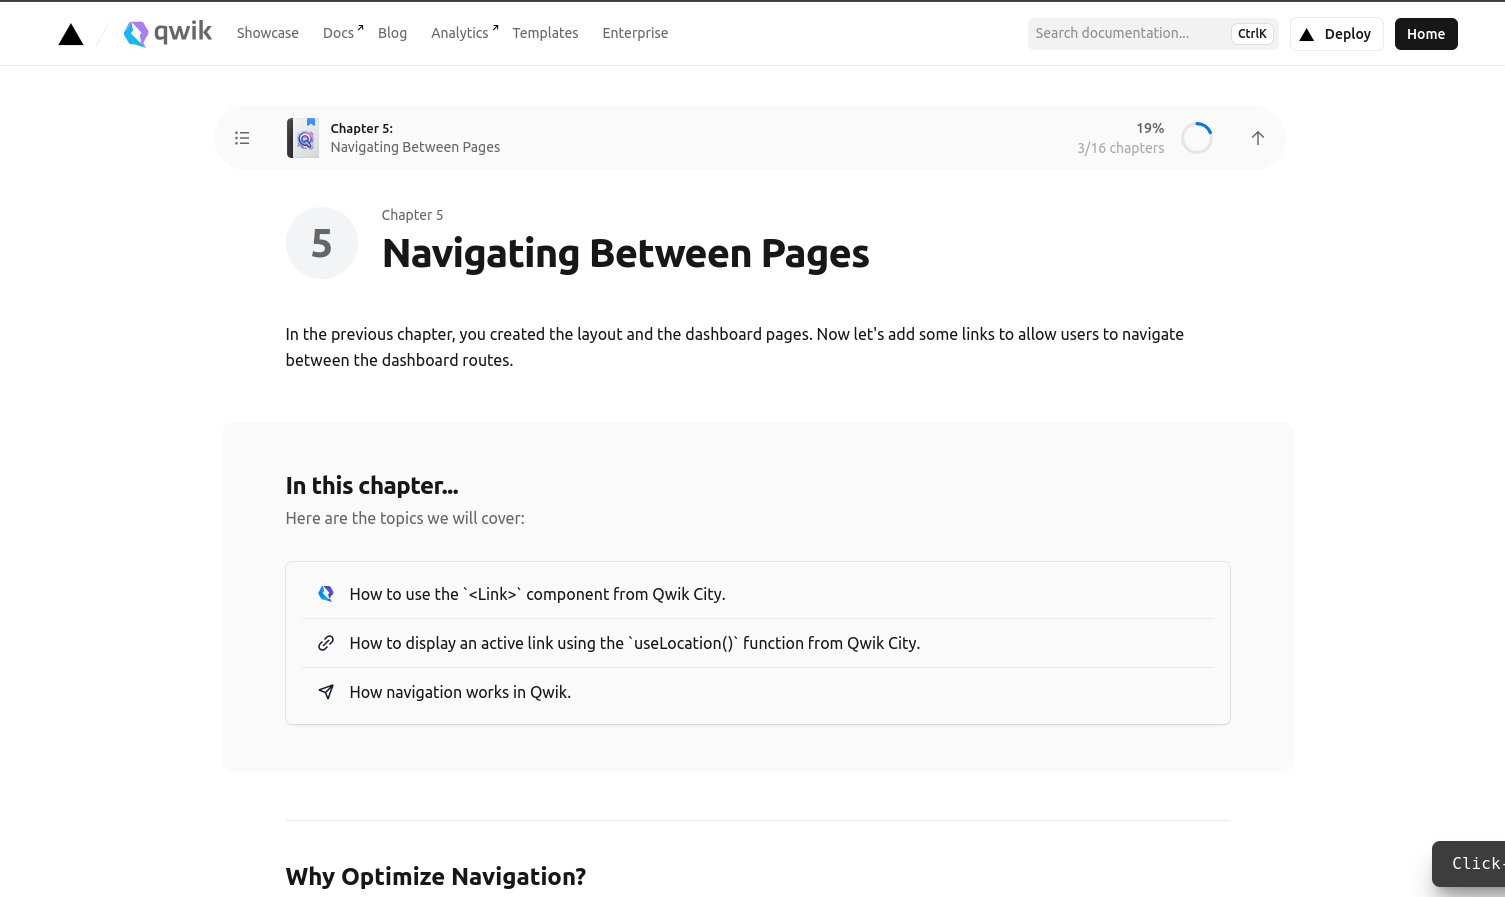 qwik
Showcase
Docs
Blog
Analytics
Templates
Enterprise
Search documentation...
CtrlK
Deploy
Home
Chapter 5:
Navigating Between Pages
19%
3/16 chapters
5
Chapter 5
Navigating Between Pages
In the previous chapter, you created the layout and the dashboard pages. Now let's add some links to allow users to navigate
between the dashboard routes.
In this chapter...
Here are the topics we will cover:
How to use the `<Link>` component from Qwik City.
How to display an active link using the `useLocation()` function from Qwik City.
How navigation works in Qwik.
Why Optimize Navigation?
Click-